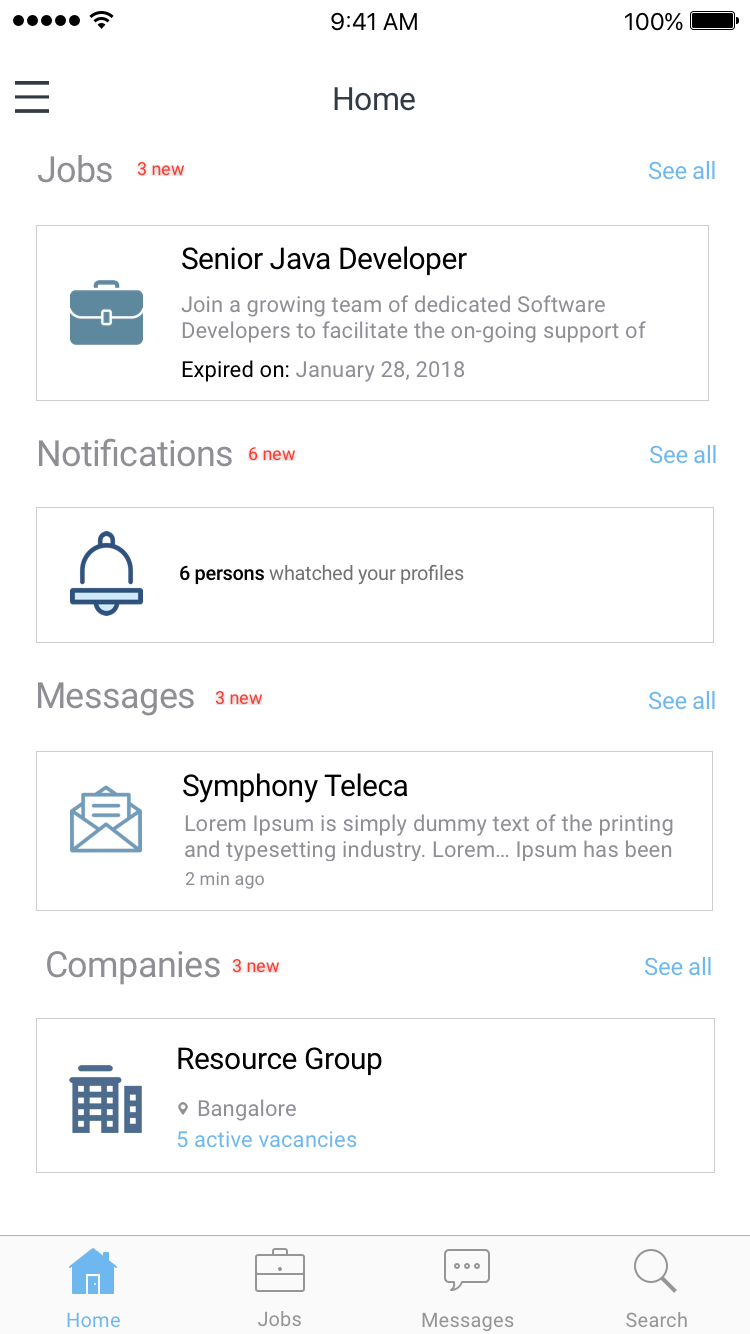 9:41 AM 100%
Home
Jobs 3 new See all
Senior Java Developer
Join a growing team of dedicated Software
Developers to facilitate the on-going support of
Expired on: January 28, 2018
Notifications 6 new See all
6 persons whatched your profiles
Messages 3 new See all
Symphony Teleca
Lorem Ipsum is simply dummy text of the printing
and typesetting industry. Lorem... Ipsum has been
2 min ago
Companies 3 new See all
Resource Group
Bangalore
5 active vacancies
Home Jobs Messages Search